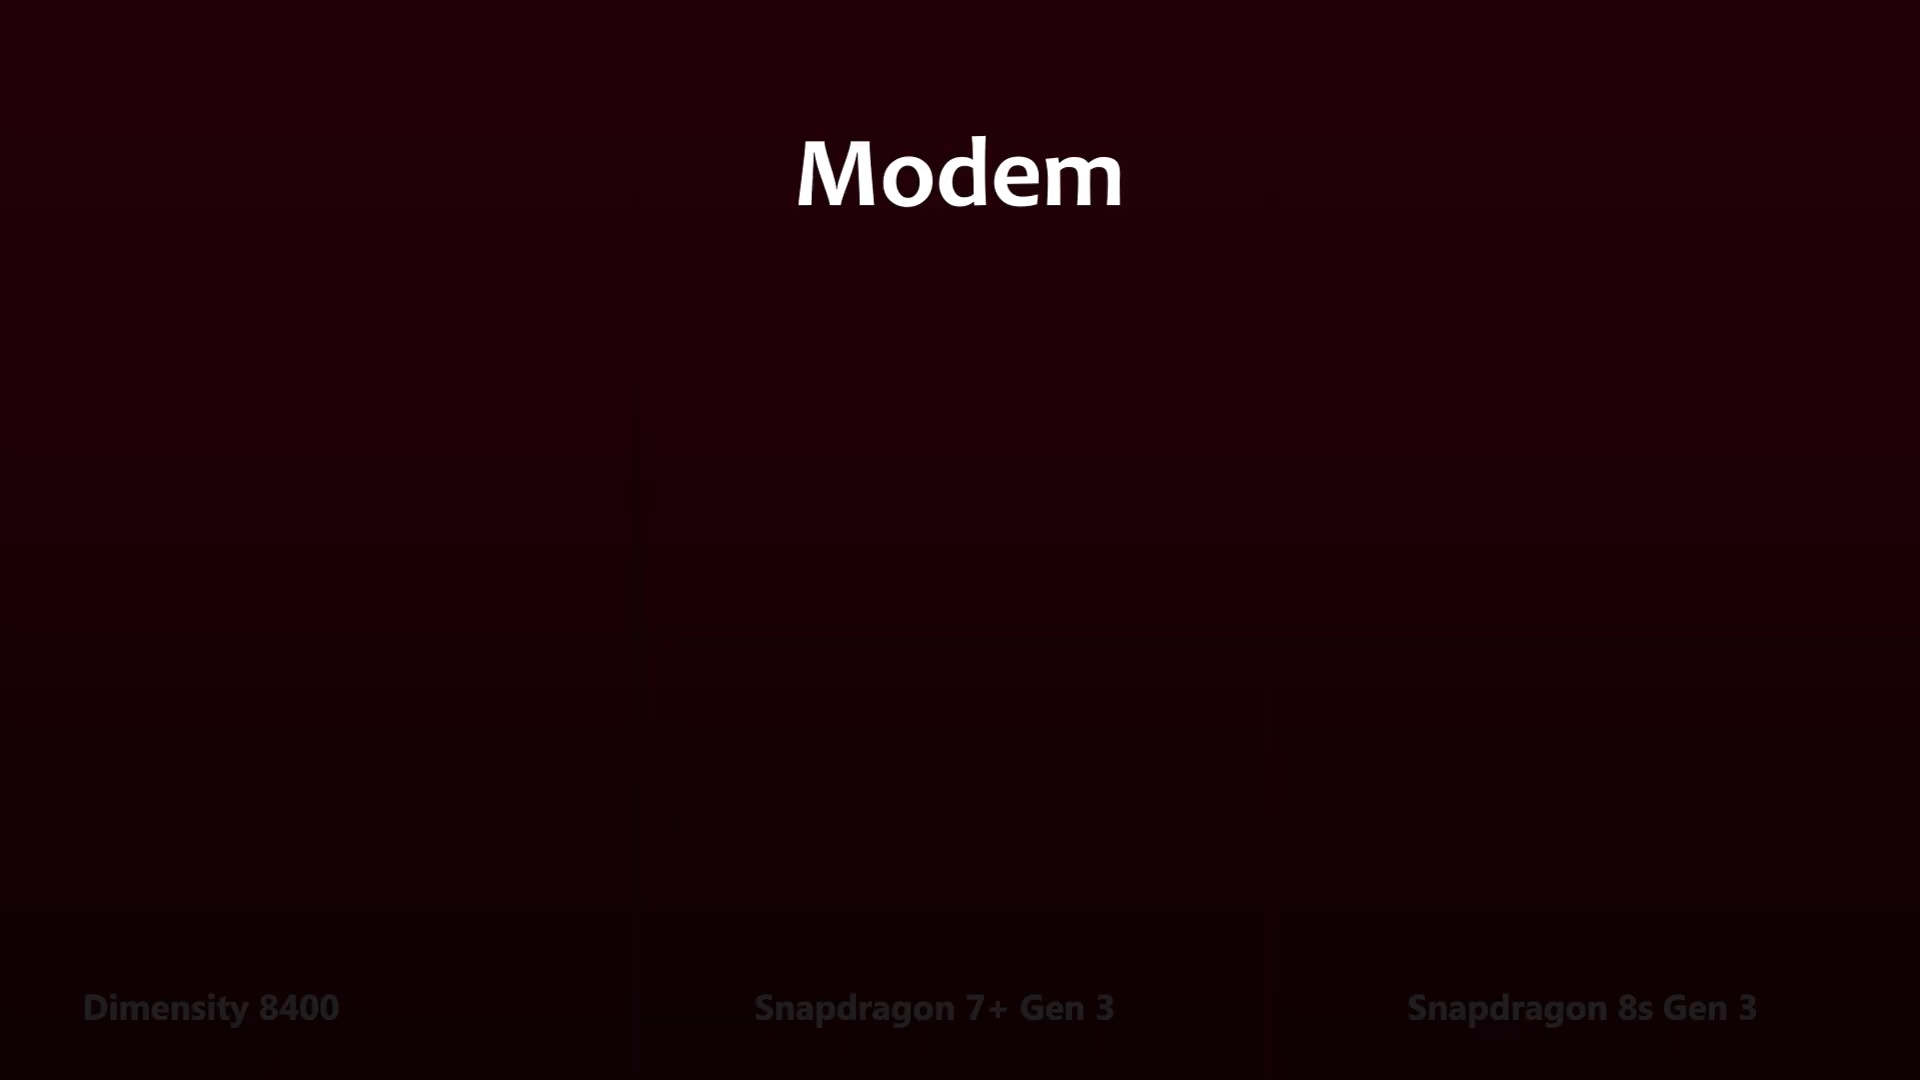 Modem
Dimensity 8400
Snapdragon 7+ Gen 3
Snapdragon 8s Gen 3